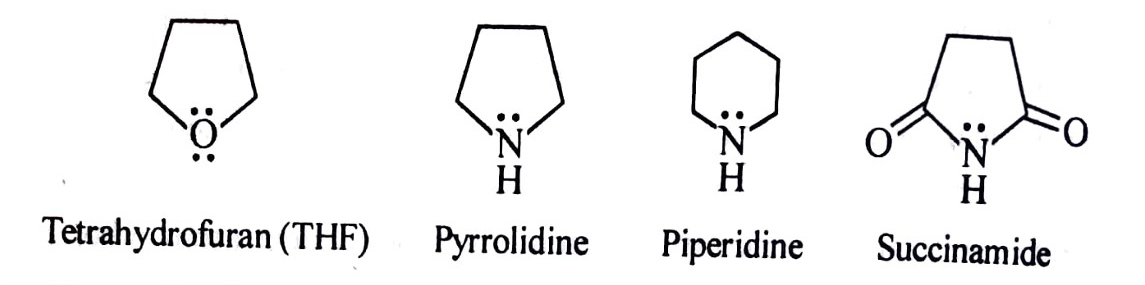 O
N
H
N
H
O
N
H
O
Tetrahydrofuran (THF)
Pyrrolidine
Piperidine
Succinamide